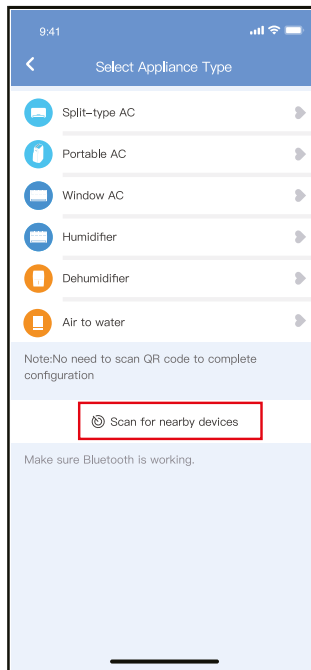 9:41
Select Appliance Type
Split-type AC
Portable AC
Window AC
Humidifier
Dehumidifier
Air to water
Note:No need to scan QR code to complete
configuration
Scan for nearby devices
Make sure Bluetooth is working.